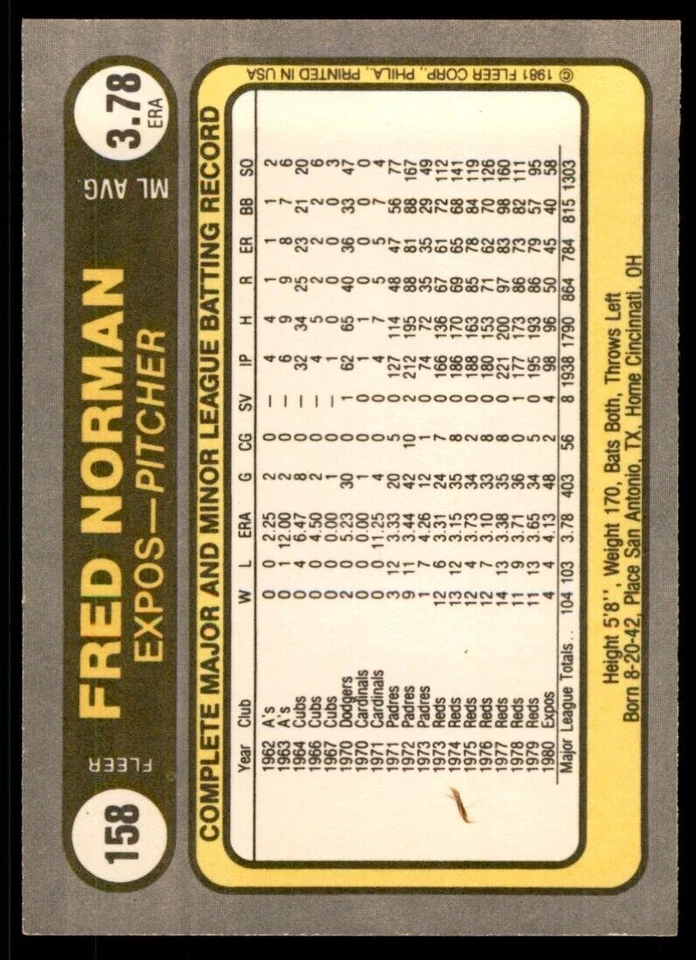 158
FLEER
FRED NORMAN
EXPOS—PITCHER
ML AVG.
3.78
ERA
COMPLETE MAJOR AND MINOR LEAGUE BATTING RECORD
Year Club W L ERA G CG SV IP H R ER BB SO
1962 A's 0 0 2.25 2 0 — 4 4 1 1 1 2
1963 A's 0 1 12.00 2 0 — 6 9 9 8 7 6
1964 Cubs 0 4 6.47 8 0 — 32 34 25 23 21 20
1966 Cubs 0 0 4.50 2 0 — 4 5 2 2 2 6
1967 Cubs 0 0 0.00 1 0 — 1 0 0 0 0 3
1970 Dodgers 2 0 5.23 30 0 1 62 65 40 36 33 47
1970 Cardinals 0 0 0.00 1 0 0 1 1 0 0 0 0
1971 Cardinals 0 0 11.25 4 0 0 4 7 5 5 7 4
1971 Padres 3 12 3.33 20 5 0 127 114 48 47 56 77
1972 Padres 9 11 3.44 42 10 2 212 195 88 81 88 167
1973 Padres 1 7 4.26 12 1 0 74 72 35 35 29 49
1973 Reds 12 6 3.31 24 7 0 166 136 67 61 72 112
1974 Reds 13 12 3.15 35 8 0 186 170 69 65 68 141
1975 Reds 12 4 3.73 34 2 0 188 163 85 78 84 119
1976 Reds 12 7 3.10 33 8 0 180 153 71 62 70 126
1977 Reds 14 13 3.38 35 8 0 221 200 97 83 98 160
1978 Reds 11 9 3.71 36 0 1 177 173 86 73 82 111
1979 Reds 11 13 3.65 34 5 0 195 193 86 79 57 95
1980 Expos 4 4 4.13 48 2 4 98 96 50 45 40 58
Major League Totals .. 104 103 3.78 403 56 8 1938 1790 864 784 815 1303
Height 5'8'', Weight 170, Bats Both, Throws Left
Born 8-20-42, Place San Antonio, TX, Home Cincinnati, OH
© 1981 FLEER CORP., PHILA., PRINTED IN USA